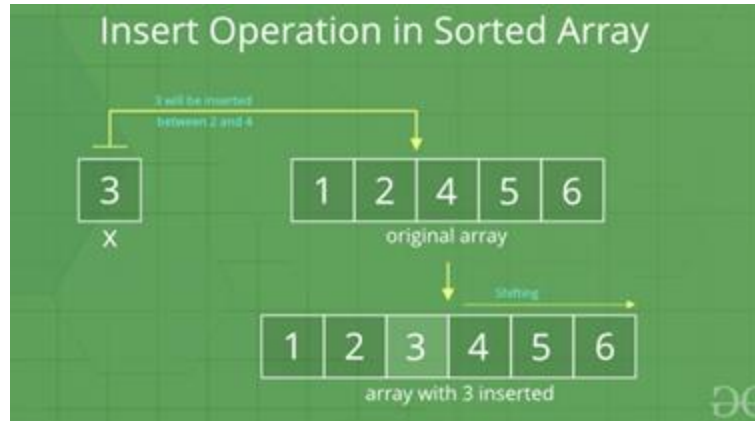 Insert Operation in Sorted Array
3 will be inserted
between 2 and 4
3
x
1 2 4 5 6
original array
Shifting
1 2 3 4 5 6
array with 3 inserted